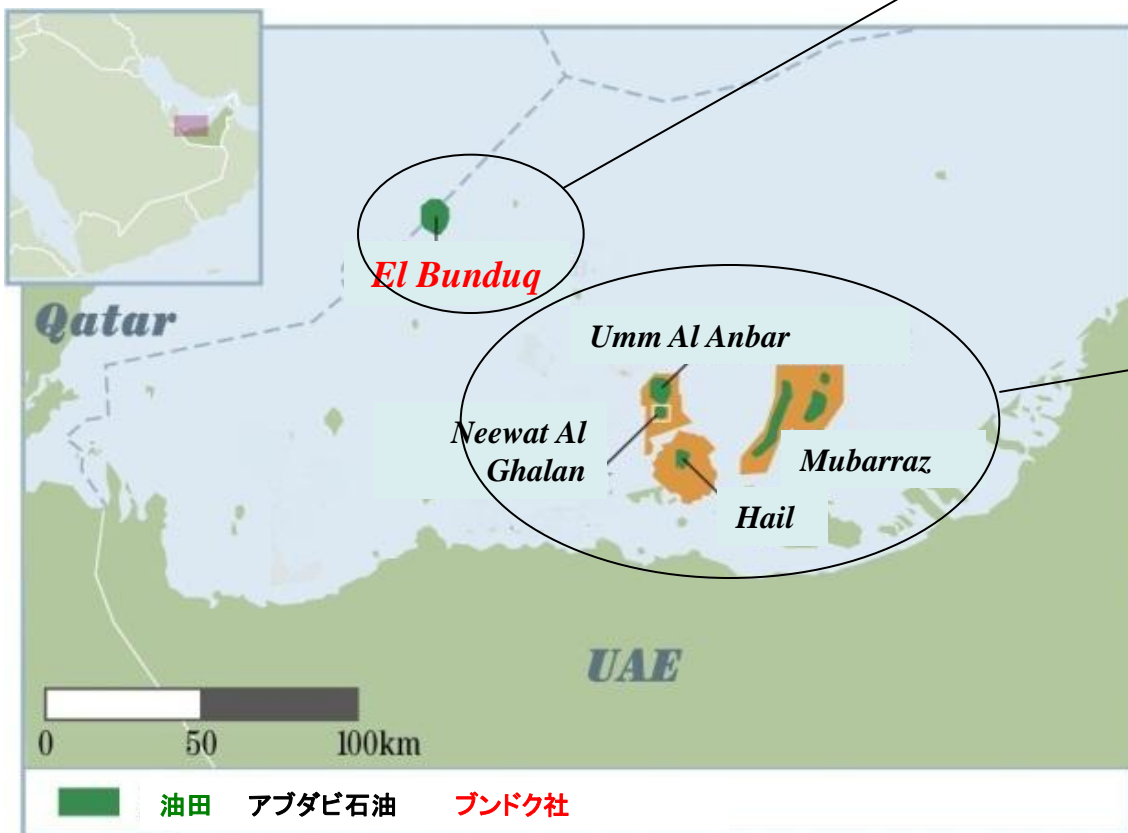 El Bunduq
Qatar
Umm Al Anbar
Neewat Al
Ghalan
Mubarraz
Hail
UAE
0 50 100km
油田 アブダビ石油 ブンドク社